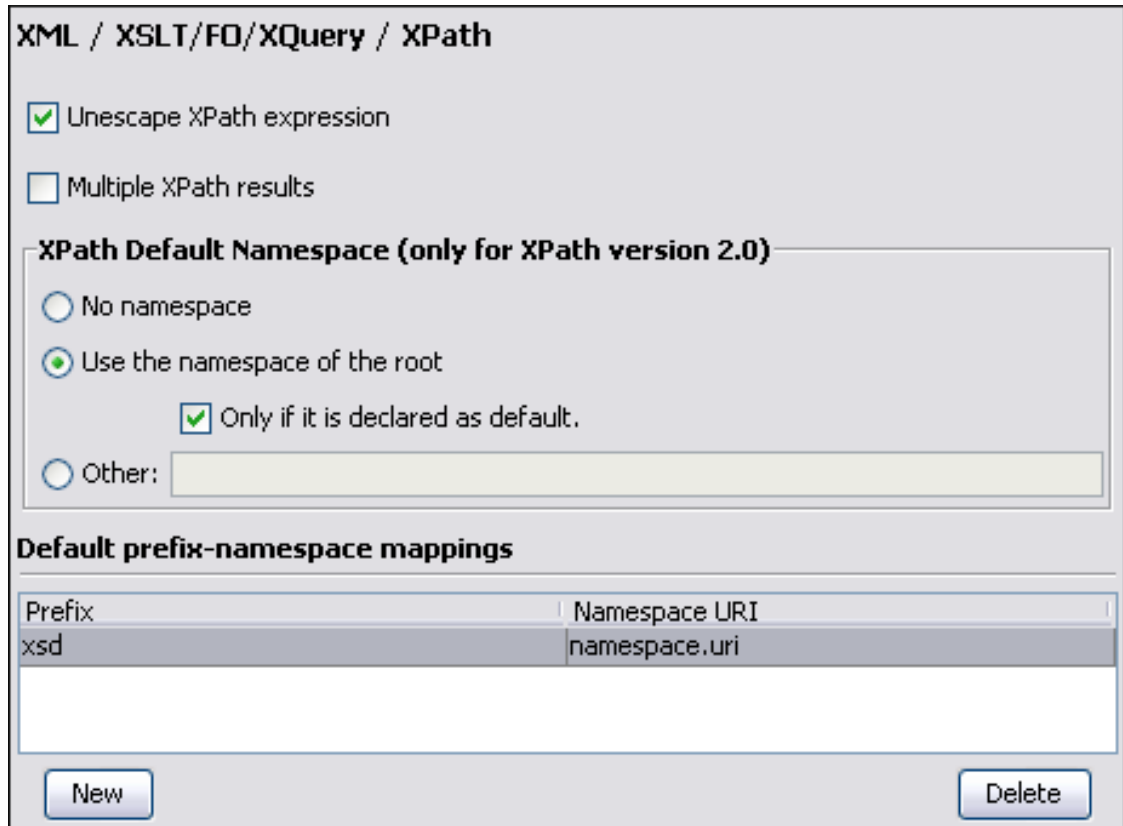 XML / XSLT/FO/XQuery / XPath
Unescape XPath expression
Multiple XPath results
XPath Default Namespace (only for XPath version 2.0)
No namespace
Use the namespace of the root
Only if it is declared as default.
Other:
Default prefix-namespace mappings
Prefix Namespace URI
xsd namespace.uri
New Delete